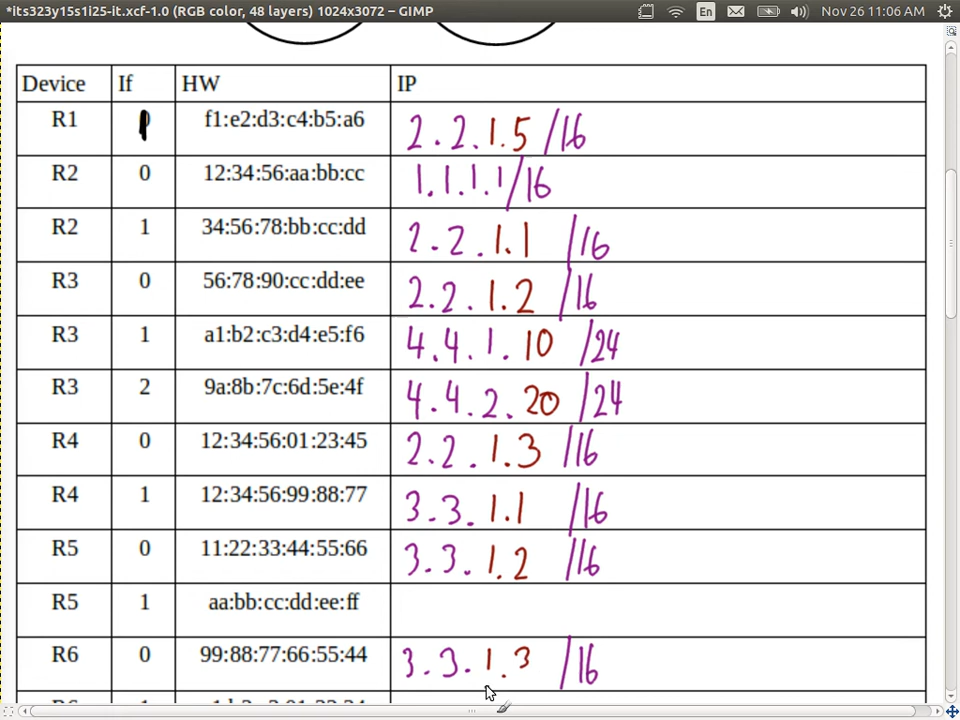 *its323y15s1i25-it.xcf-1.0 (RGB color, 48 layers) 1024x3072 – GIMP En Nov 26 11:06 AM
Device If HW IP
R1 f1:e2:d3:c4:b5:a6 2.2.1.5 /16
R2 0 12:34:56:aa:bb:cc 1.1.1.1/16
R2 1 34:56:78:bb:cc:dd 2.2.1.1 /16
R3 0 56:78:90:cc:dd:ee 2.2.1.2 /16
R3 1 a1:b2:c3:d4:e5:f6 4.4.1.10 /24
R3 2 9a:8b:7c:6d:5e:4f 4.4.2.20 /24
R4 0 12:34:56:01:23:45 2.2.1.3 /16
R4 1 12:34:56:99:88:77 3.3.1.1 /16
R5 0 11:22:33:44:55:66 3.3.1.2 /16
R5 1 aa:bb:cc:dd:ee:ff
R6 0 99:88:77:66:55:44 3.3.1.3 /16